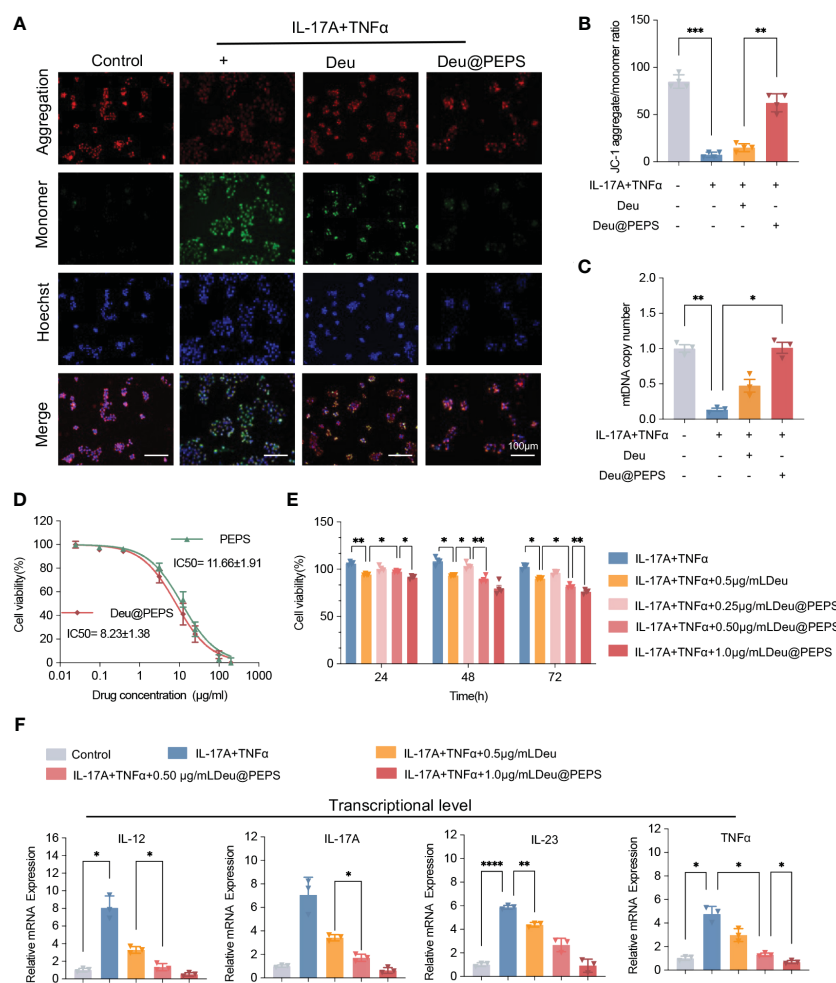 A
IL-17A+TNFα
Control
+
Deu
Deu@PEPS
Aggregation
Monomer
Hoechst
Merge
100μm
B
JC-1 aggregate/monomer ratio
150
100
50
0
***
**
IL-17A+TNFα - + + +
Deu - - + -
Deu@PEPS - - - +
C
mtDNA copy number
2.0
1.5
1.0
0.5
0.0
**
*
IL-17A+TNFα - + + +
Deu - - + -
Deu@PEPS - - - +
D
Cell viability(%)
120
100
80
60
40
20
0
PEPS
IC50= 11.66±1.91
Deu@PEPS
IC50= 8.23±1.38
0.01 0.1 1 10 100 1000
Drug concentration (μg/ml)
E
Cell viability(%)
150
100
50
0
** * *
* * **
* * **
24 48 72
Time(h)
IL-17A+TNFα
IL-17A+TNFα+0.5μg/mLDeu
IL-17A+TNFα+0.25μg/mLDeu@PEPS
IL-17A+TNFα+0.50μg/mLDeu@PEPS
IL-17A+TNFα+1.0μg/mLDeu@PEPS
F
Control
IL-17A+TNFα
IL-17A+TNFα+0.5μg/mLDeu
IL-17A+TNFα+0.50 μg/mLDeu@PEPS
IL-17A+TNFα+1.0μg/mLDeu@PEPS
Transcriptional level
IL-12
Relative mRNA Expression
16
14
12
10
8
6
4
2
0
* *
IL-17A
Relative mRNA Expression
12
10
8
6
4
2
0
*
IL-23
Relative mRNA Expression
12
10
8
6
4
2
0
**** **
TNFα
Relative mRNA Expression
12
10
8
6
4
2
0
* * *